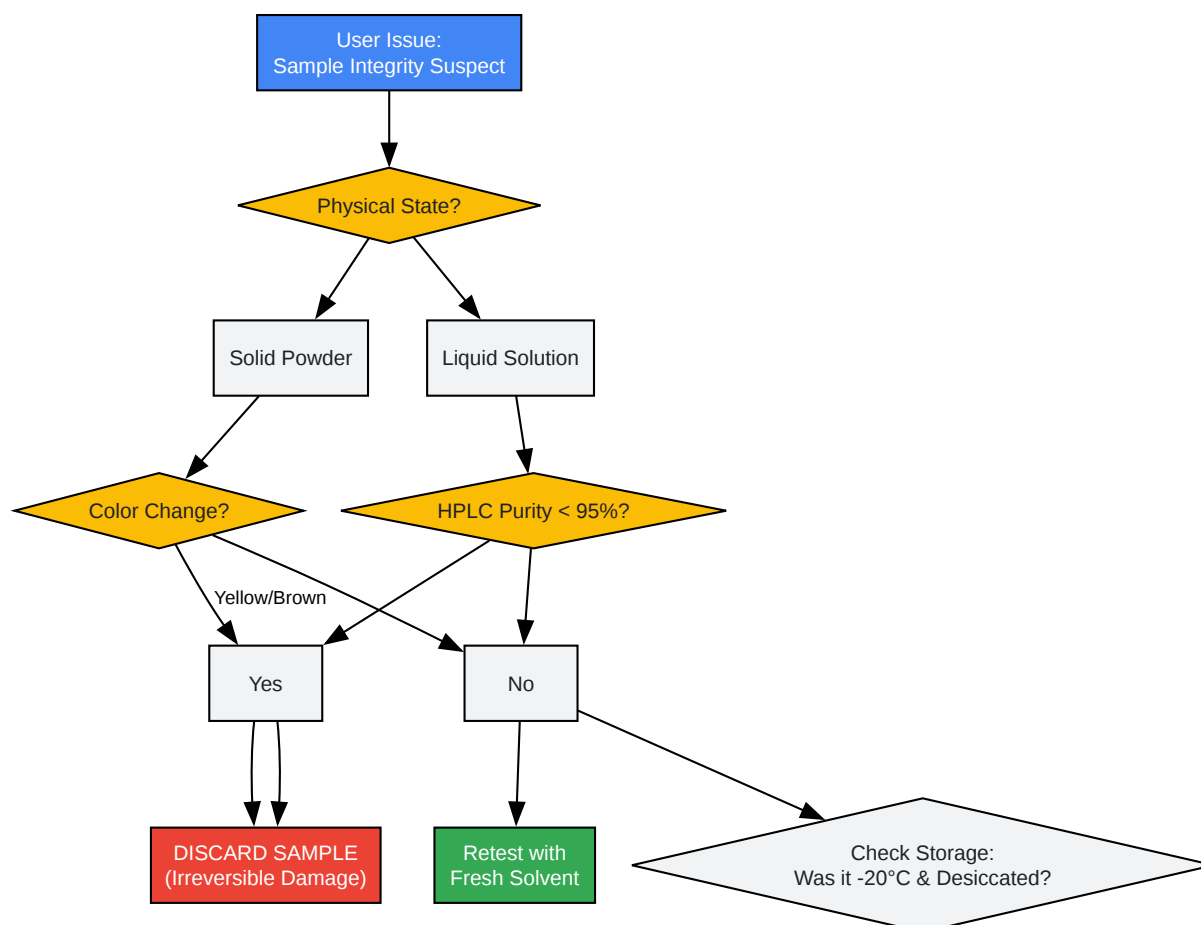 User Issue:
Sample Integrity Suspect
Physical State?
Solid Powder
Liquid Solution
Color Change?
HPLC Purity < 95%?
Yellow/Brown
Yes
No
DISCARD SAMPLE
(Irreversible Damage)
Retest with
Fresh Solvent
Check Storage:
Was it -20°C & Desiccated?